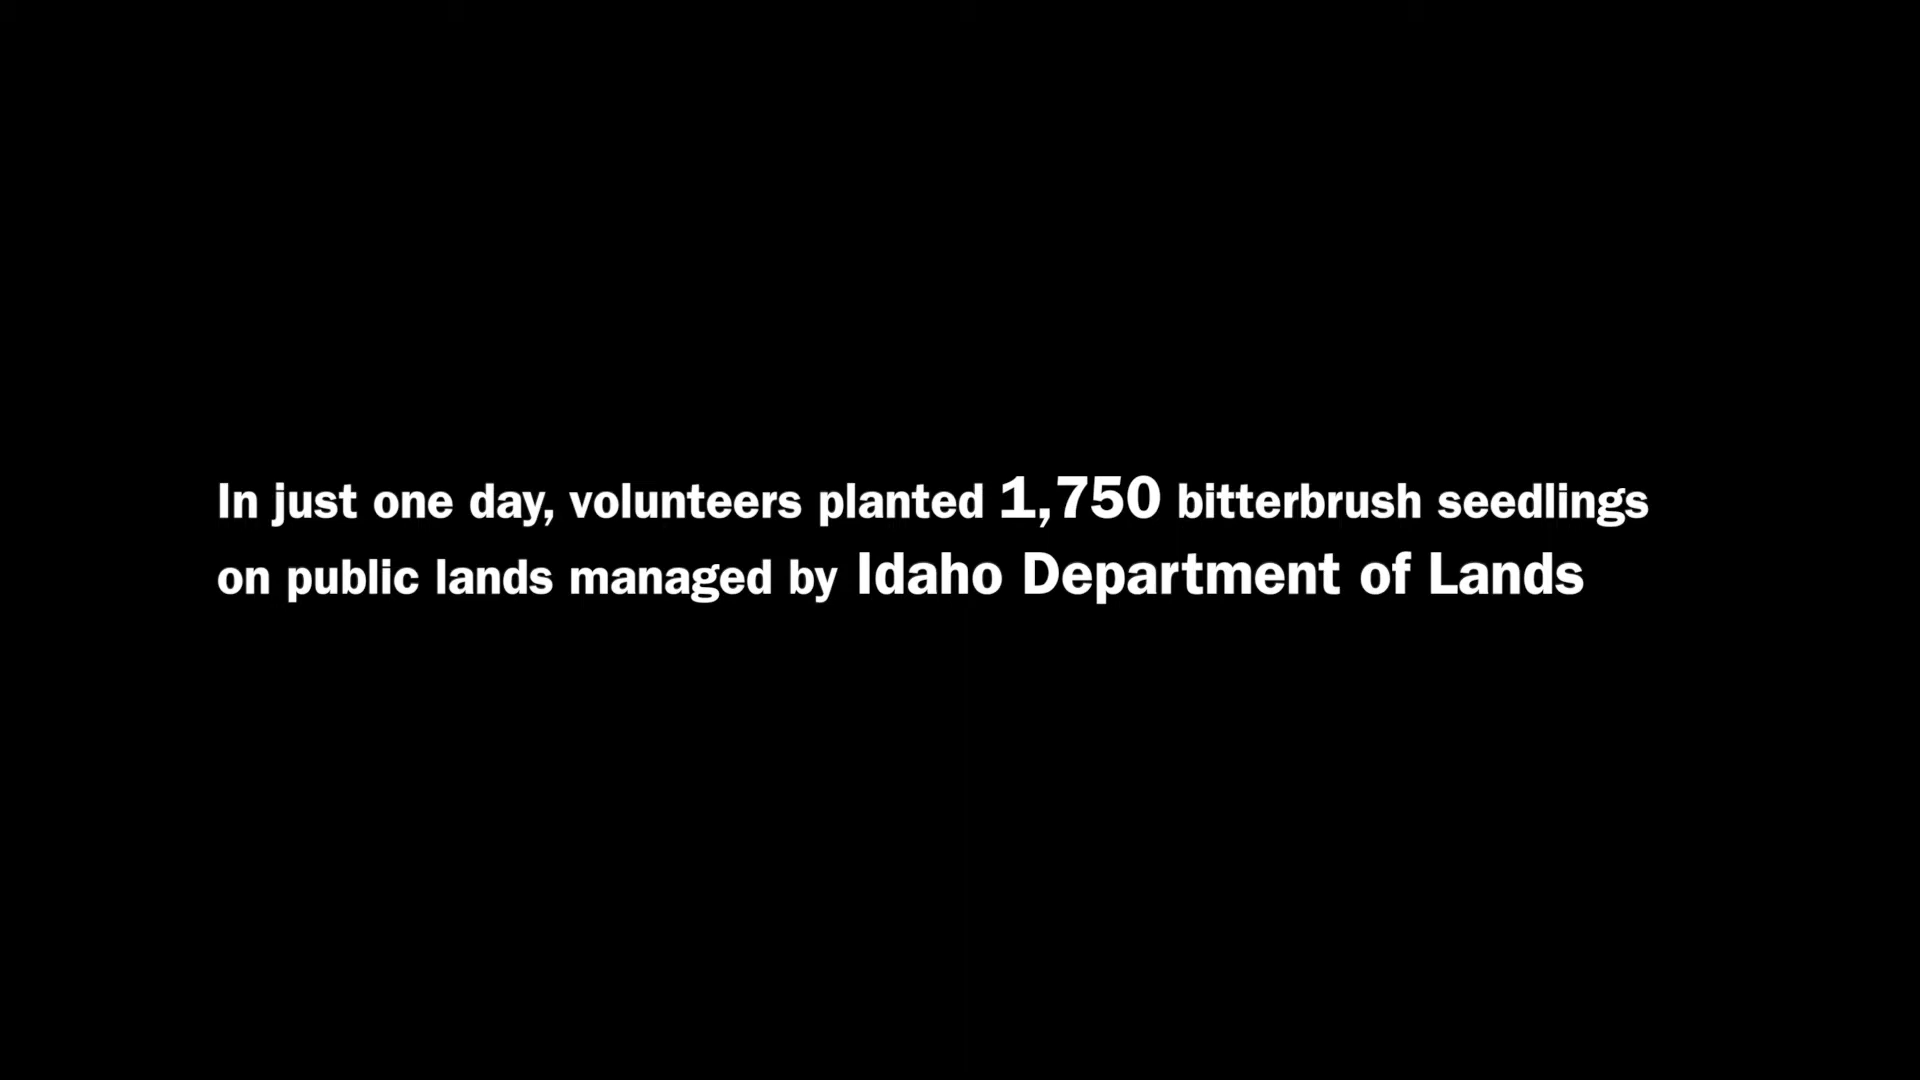 In just one day, volunteers planted 1,750 bitterbrush seedlings
on public lands managed by Idaho Department of Lands